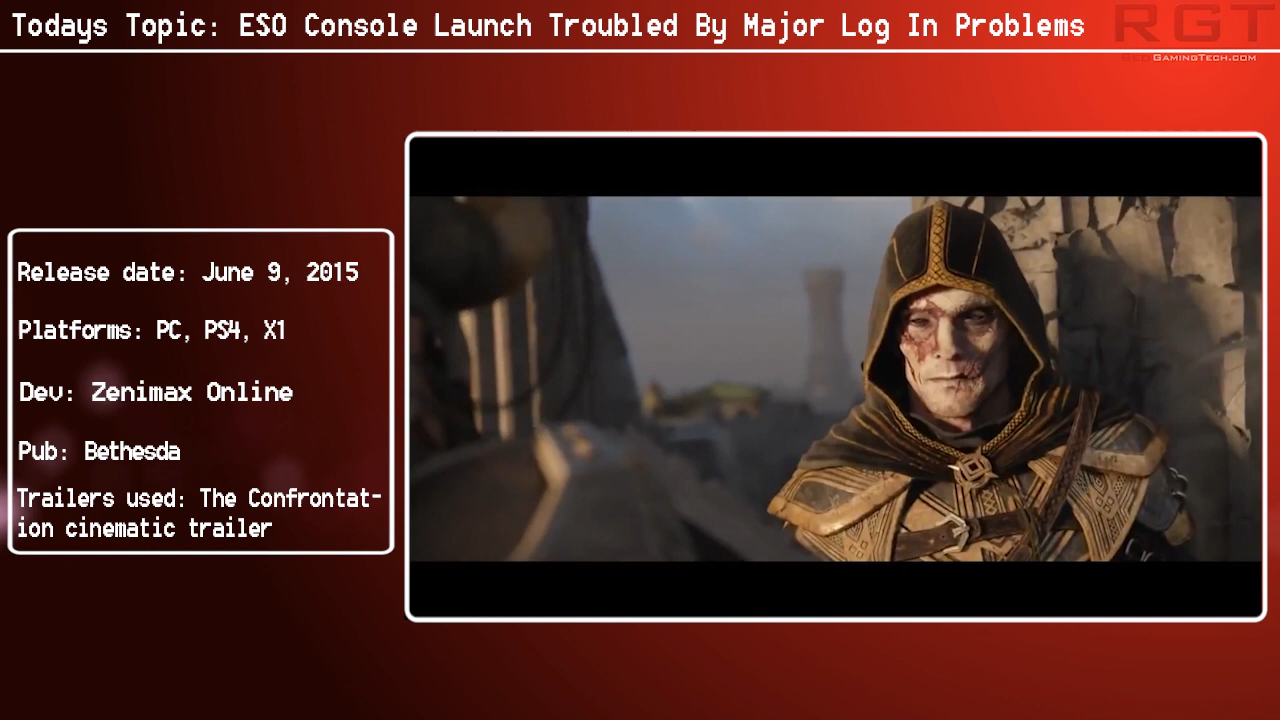 Todays Topic: ESO Console Launch Troubled By Major Log In Problems
RGT
REDGAMINGTECH.COM
Release date: June 9, 2015
Platforms: PC, PS4, X1
Dev: Zenimax Online
Pub: Bethesda
Trailers used: The Confrontat-
ion cinematic trailer